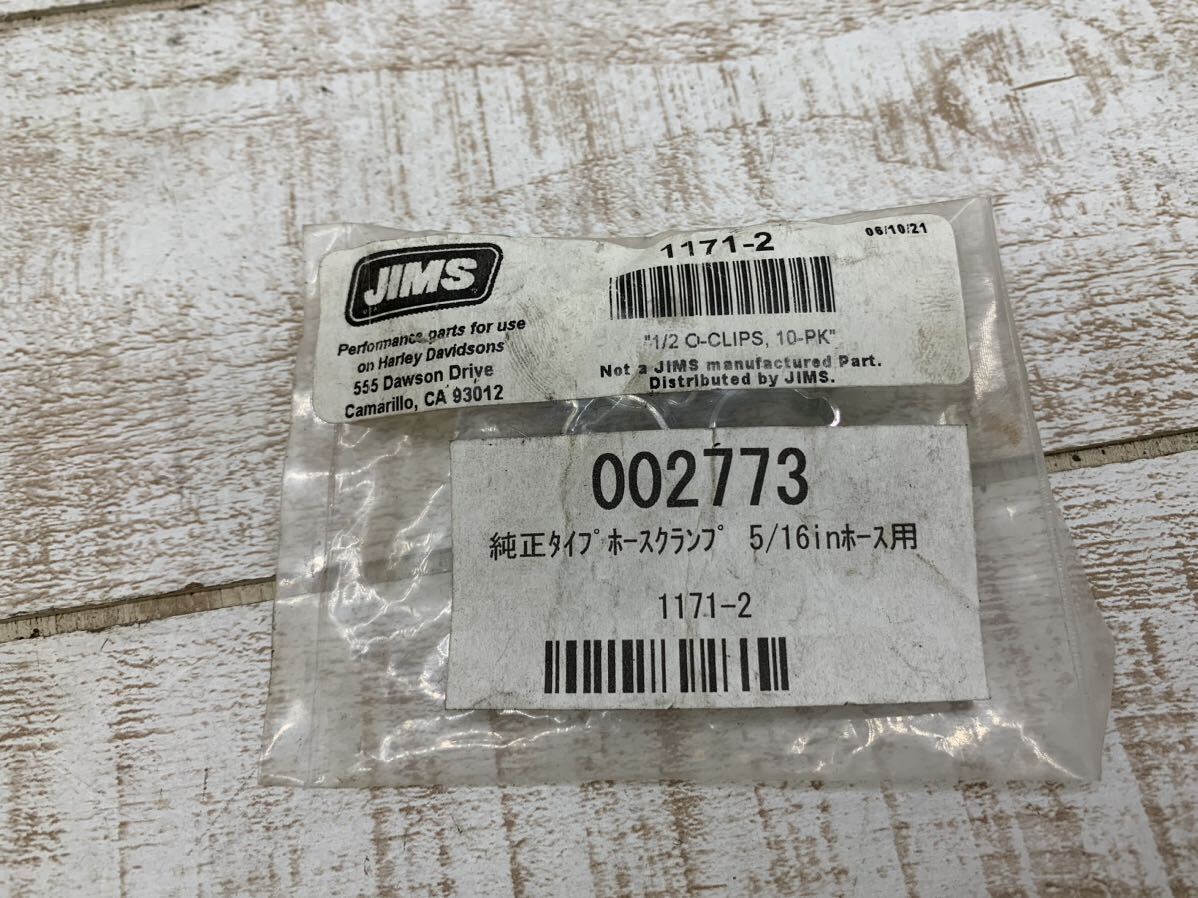 JIMS
Performance parts for use
on Harley Davidsons
555 Dawson Drive
Camarillo, CA 93012
1171-2
06/10/21
"1/2 O-CLIPS, 10-PK"
Not a JIMS manufactured Part.
Distributed by JIMS.
002773
純正ﾀｲﾌﾟﾎｰｽｸﾗﾝﾌﾟ 5/16inﾎｰｽ用
1171-2